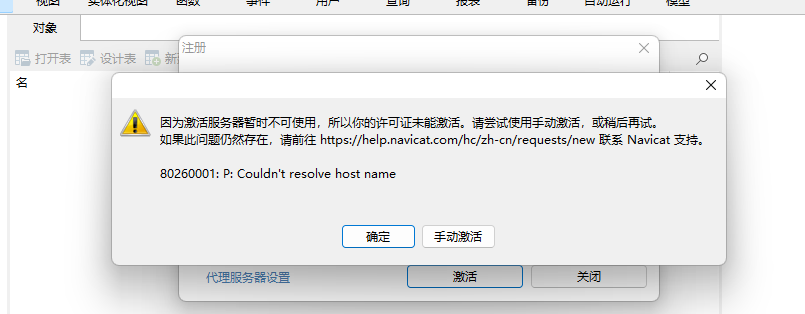 视图 实体化视图 函数 事件 用户 查询 报表 备份 自动运行 模型
对象
打开表 设计表 新
注册
名
因为激活服务器暂时不可使用，所以你的许可证未能激活。请尝试使用手动激活，或稍后再试。
如果此问题仍然存在，请前往 https://help.navicat.com/hc/zh-cn/requests/new 联系 Navicat 支持。
80260001: P: Couldn't resolve host name
确定 手动激活
代理服务器设置 激活 关闭